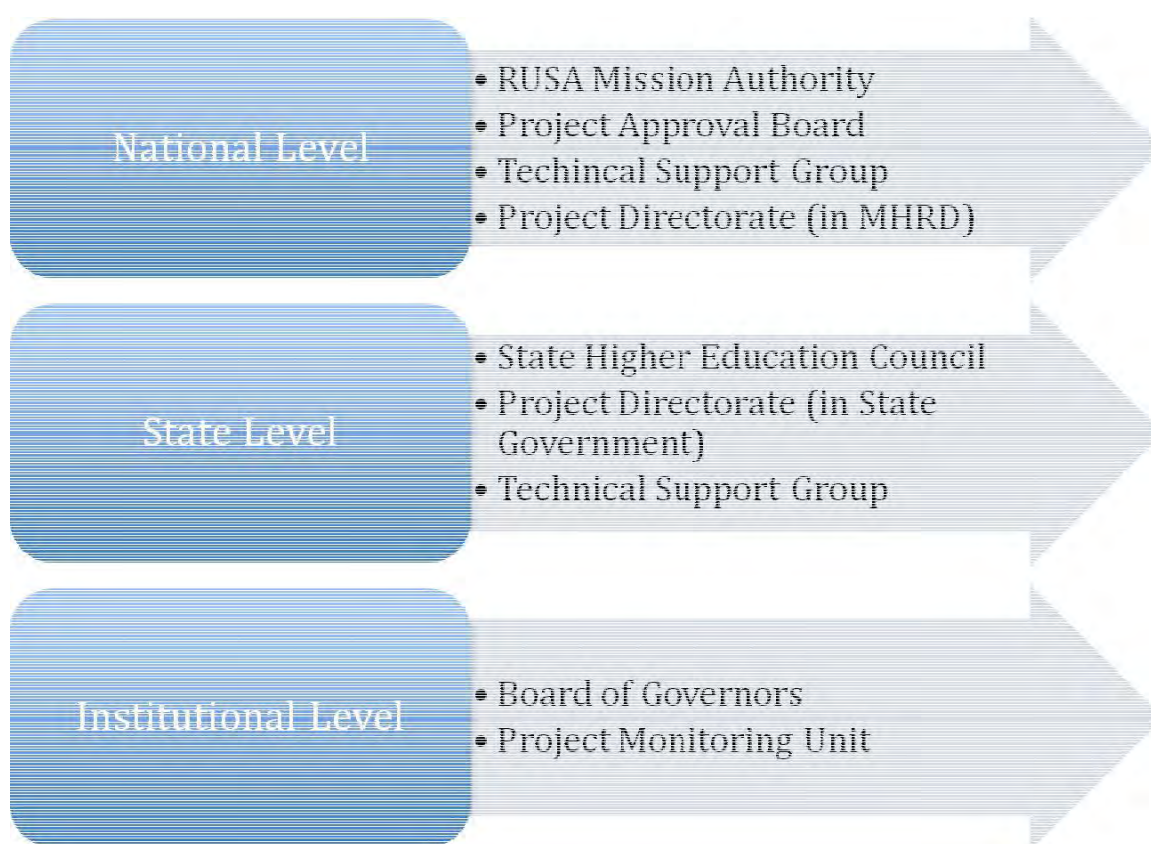 National Level
• RUSA Mission Authority
• Project Approval Board
• Techincal Support Group
• Project Directorate (in MHRD)
State Level
• State Higher Education Council
• Project Directorate (in State
Government)
• Technical Support Group
Institutional Level
• Board of Governors
• Project Monitoring Unit